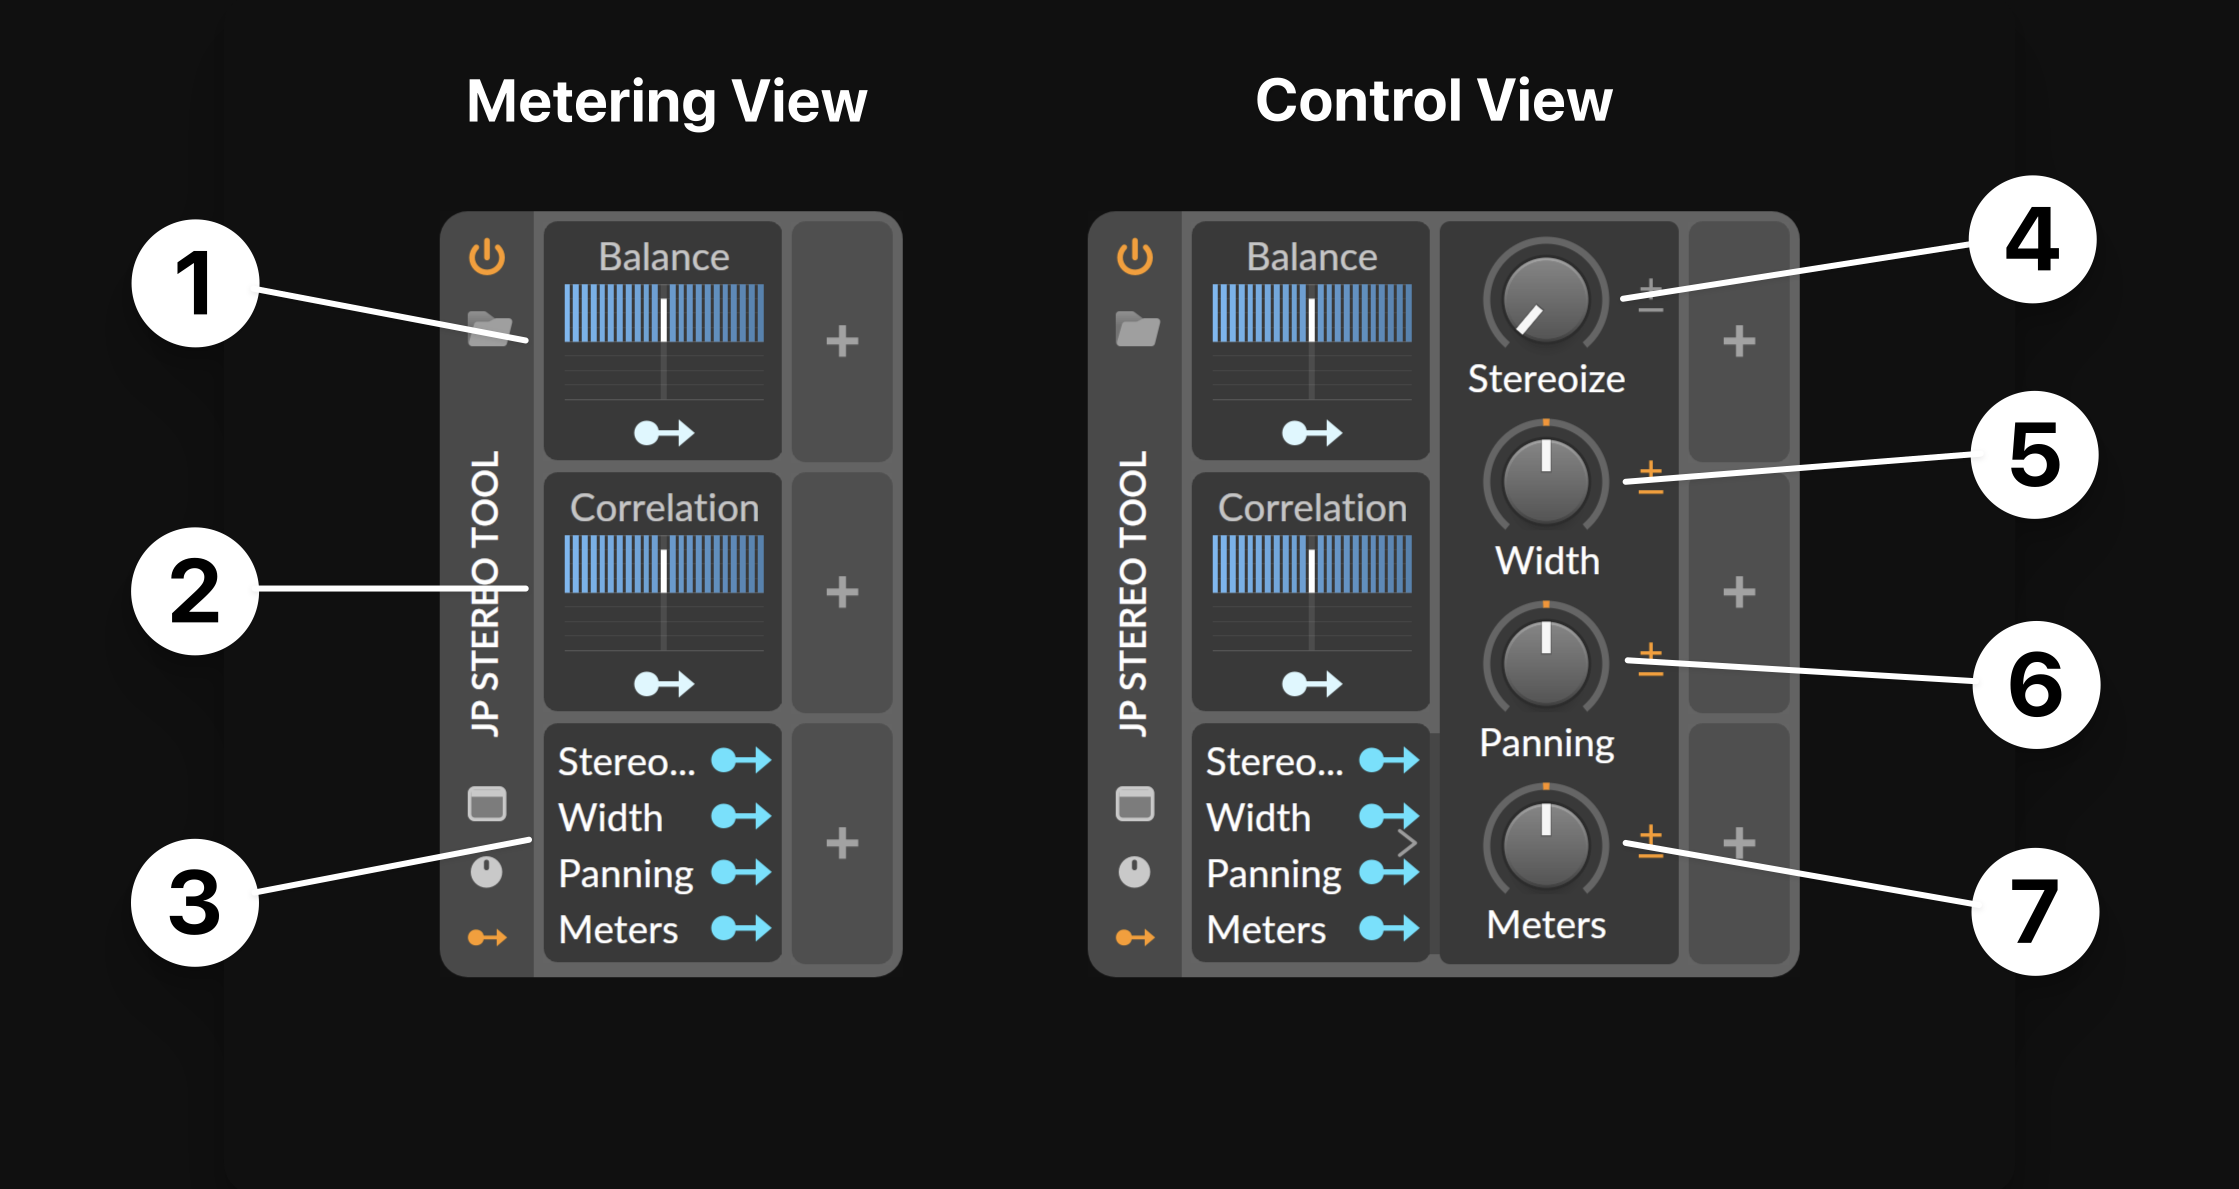 Metering View
Control View
1
2
3
JP STEREO TOOL
Balance
Correlation
Stereo...
Width
Panning
Meters
JP STEREO TOOL
Balance
Correlation
Stereo...
Width
Panning
Meters
Stereoize
Width
Panning
Meters
4
5
6
7